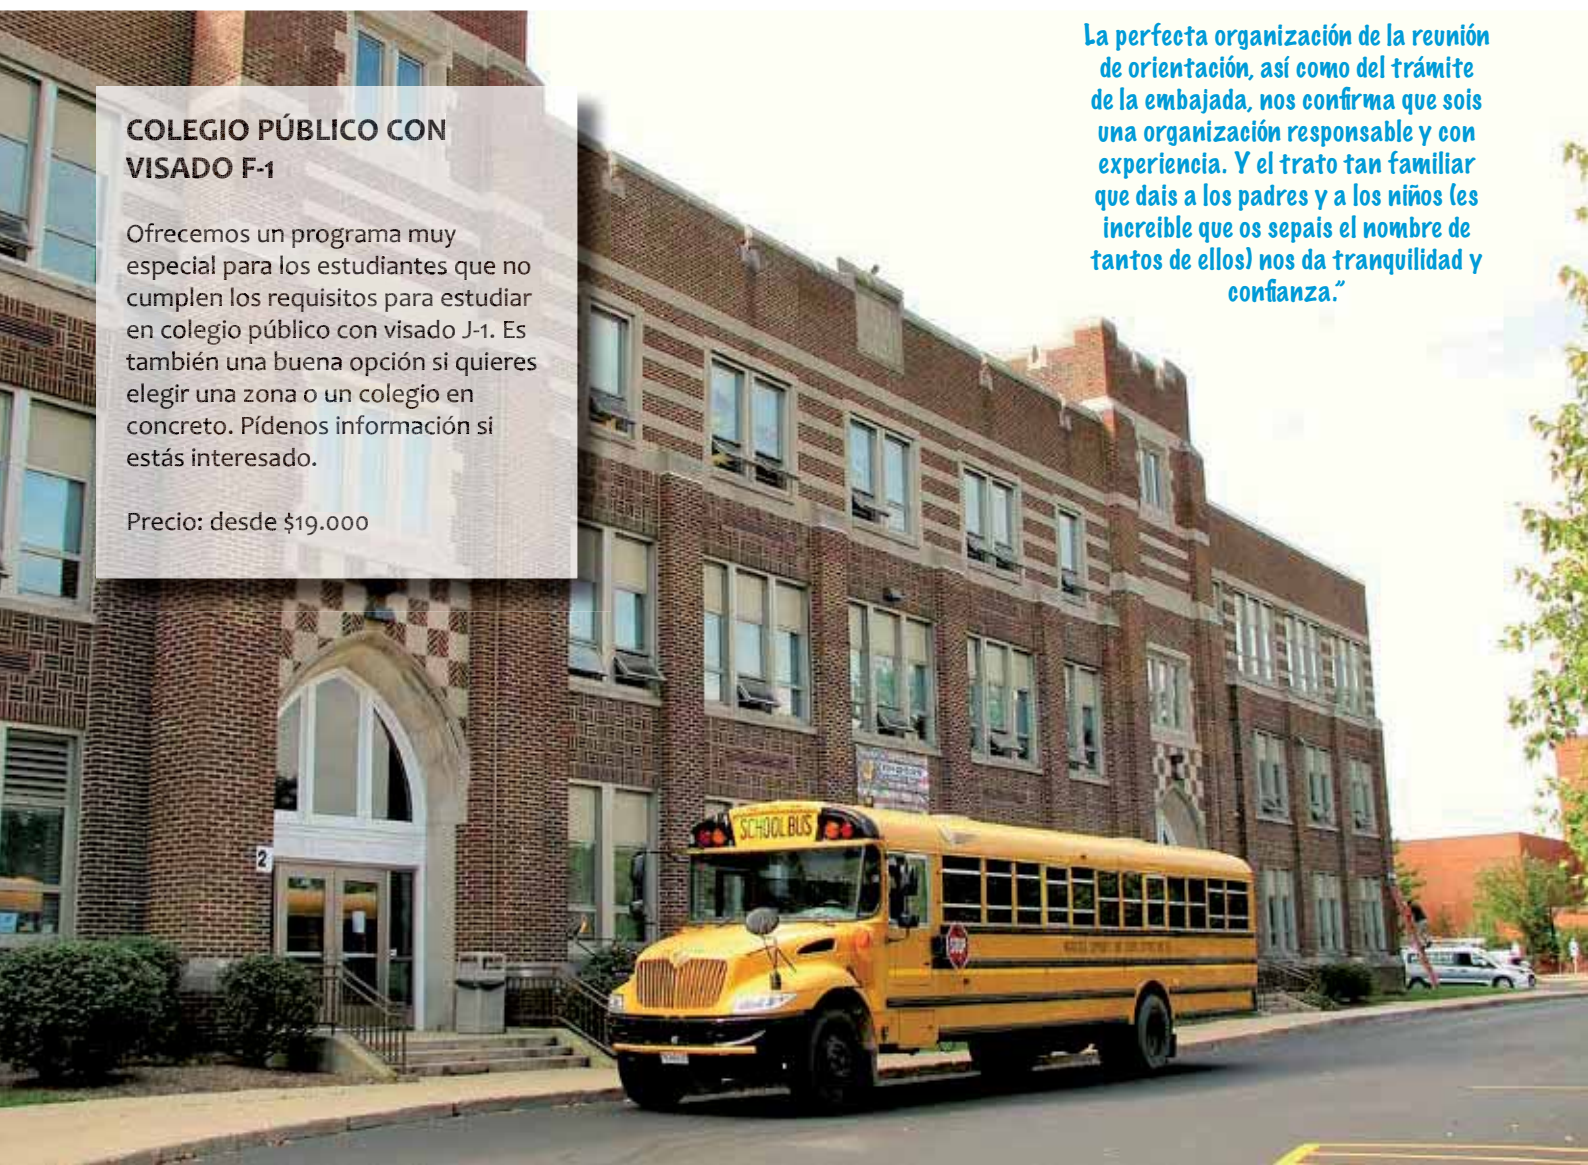 COLEGIO PÚBLICO CON
VISADO F-1
Ofrecemos un programa muy
especial para los estudiantes que no
cumplen los requisitos para estudiar
en colegio público con visado J-1. Es
también una buena opción si quieres
elegir una zona o un colegio en
concreto. Pídenos información si
estás interesado.
Precio: desde $19.000
La perfecta organización de la reunión
de orientación, así como del trámite
de la embajada, nos confirma que sois
una organización responsable y con
experiencia. Y el trato tan familiar
que dais a los padres y a los niños (es
increible que os sepais el nombre de
tantos de ellos) nos da tranquilidad y
confianza.”
SCHOOL BUS
STOP
2